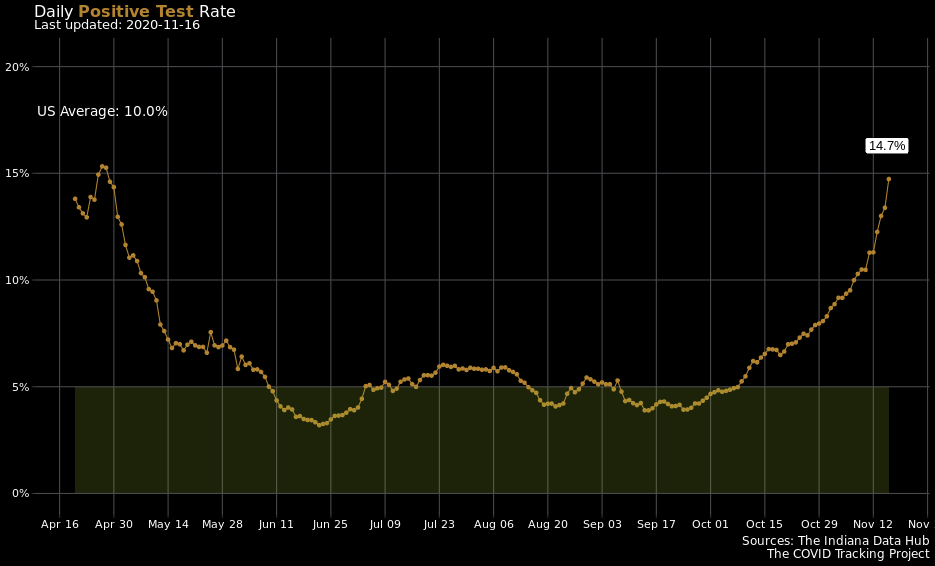 Daily Positive Test Rate
Last updated: 2020-11-16
20%
US Average: 10.0%
14.7%
15%
10%
5%
0%
Apr 16 Apr 30 May 14 May 28 Jun 11 Jun 25 Jul 09 Jul 23 Aug 06 Aug 20 Sep 03 Sep 17 Oct 01 Oct 15 Oct 29 Nov 12 Nov
Sources: The Indiana Data Hub
The COVID Tracking Project